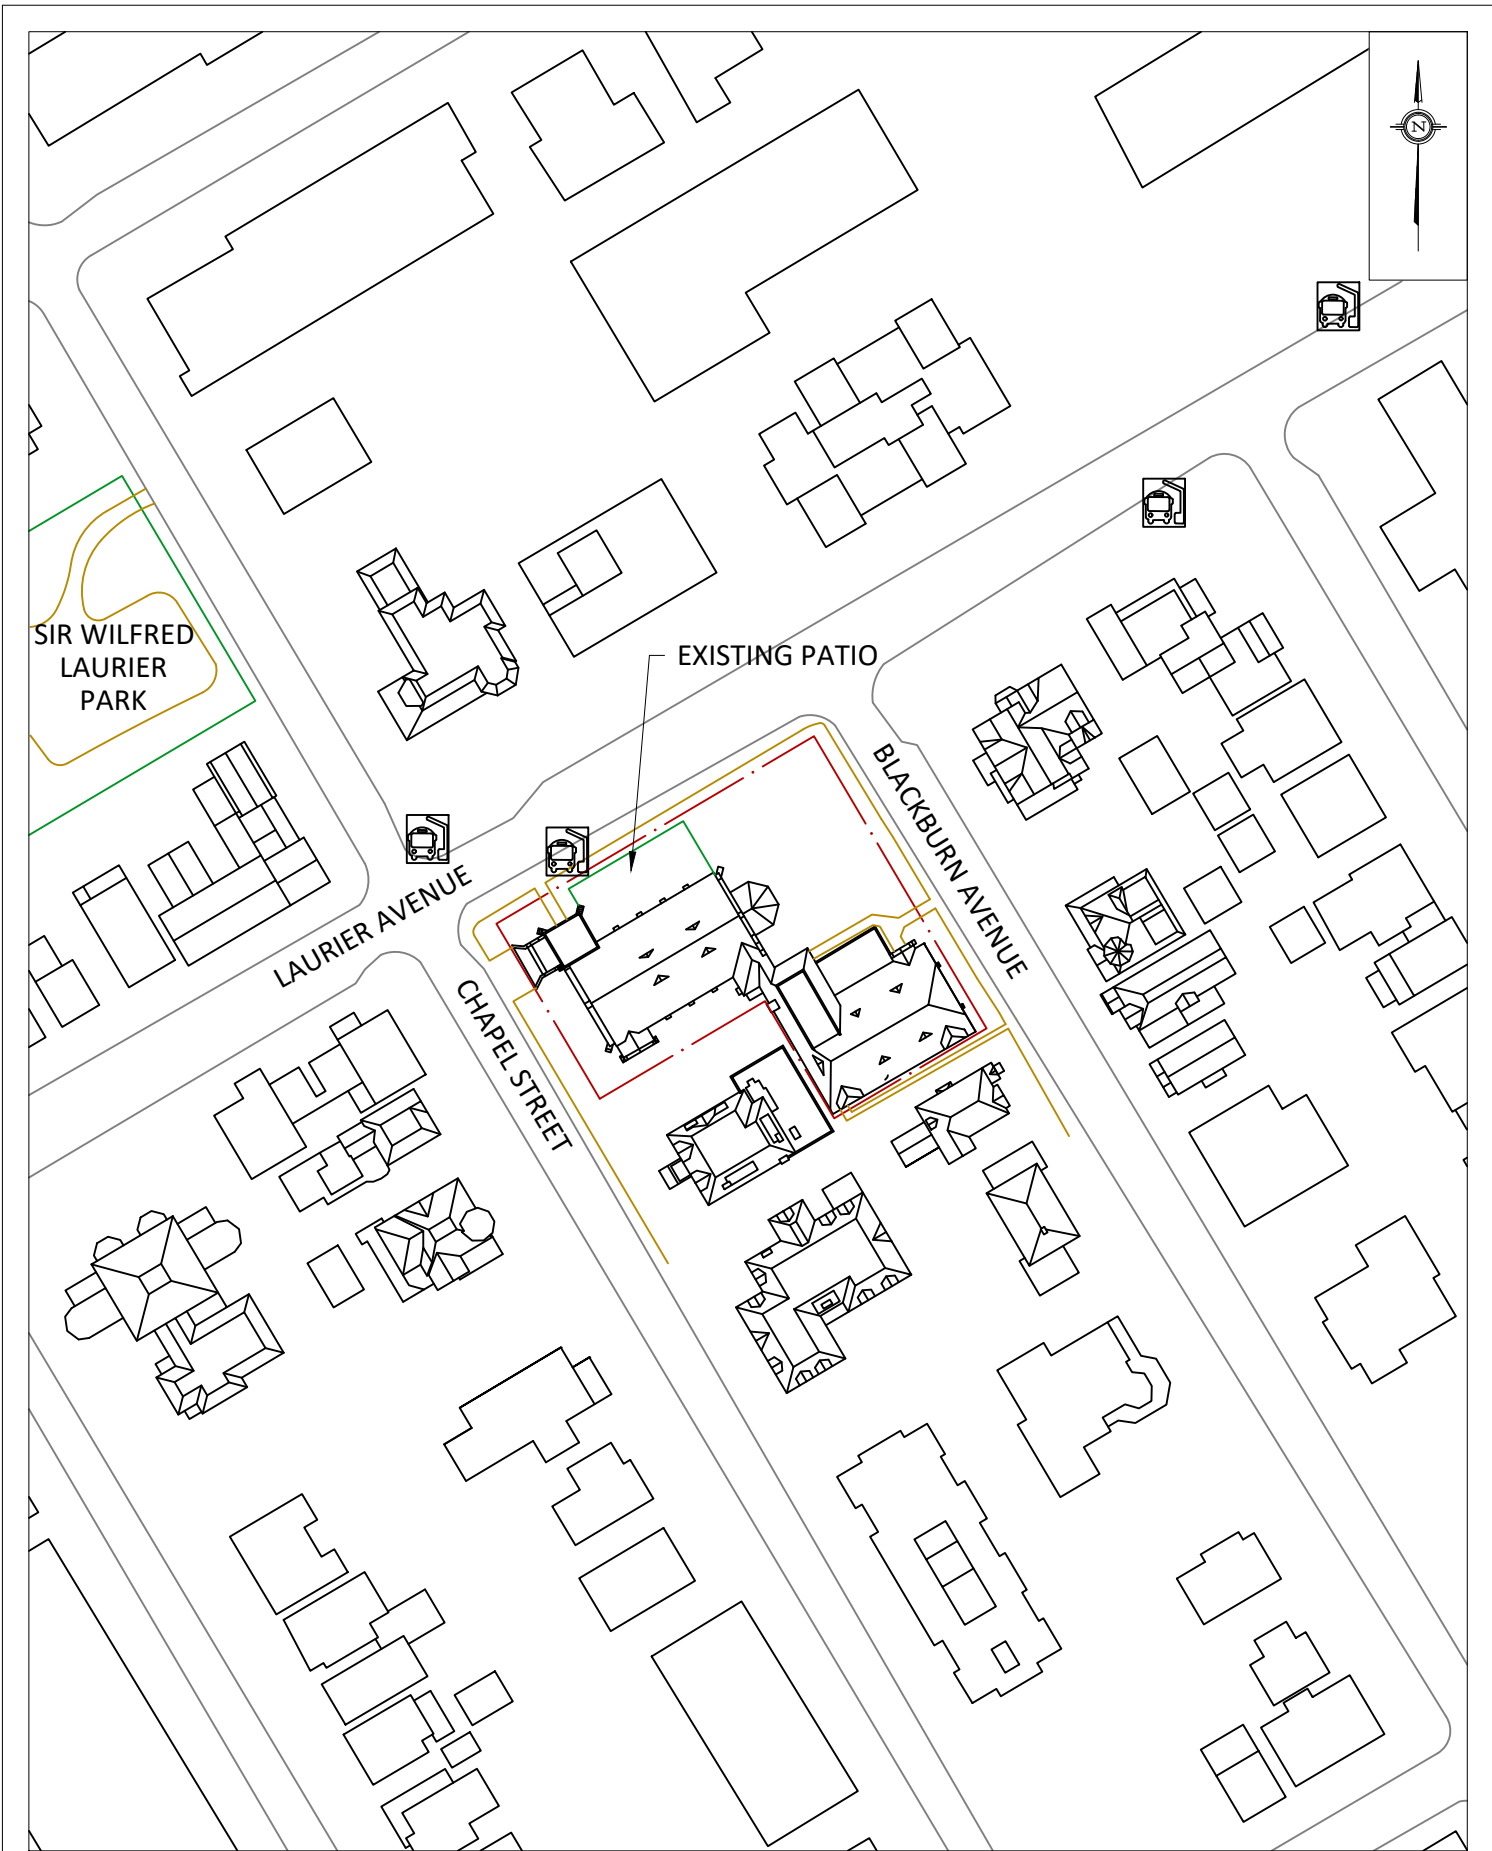 N
SIR WILFRED
LAURIER
PARK
EXISTING PATIO
BLACKBURN AVENUE
LAURIER AVENUE
CHAPEL STREET